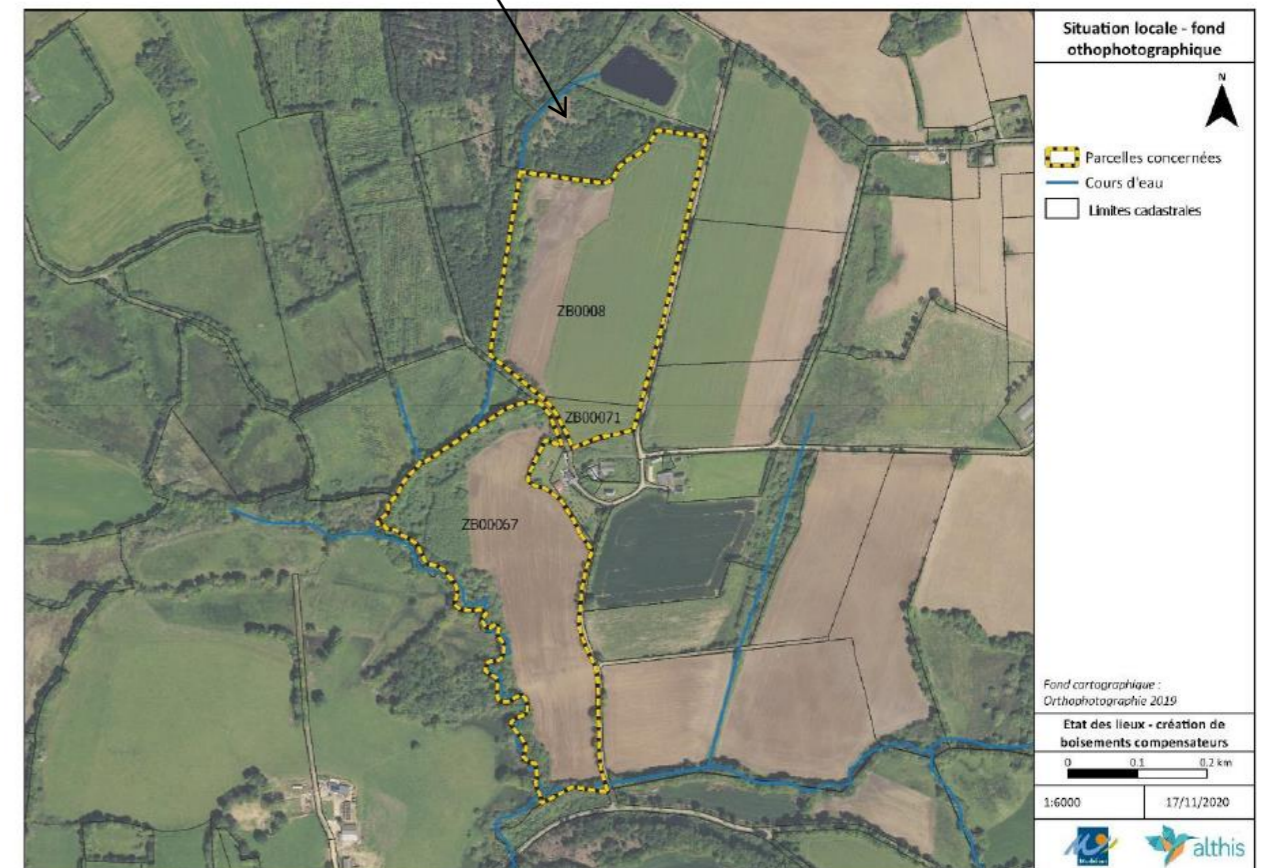 Situation locale - fond
othophotographique
N
Parcelles concernées
Cours d'eau
Limites cadastrales
ZB0008
ZB00071
ZB00067
Fond cartographique :
Orthophotographie 2019
Etat des lieux - création de
boisements compensateurs
0 0.1 0.2 km
1:6000 17/11/2020
althis